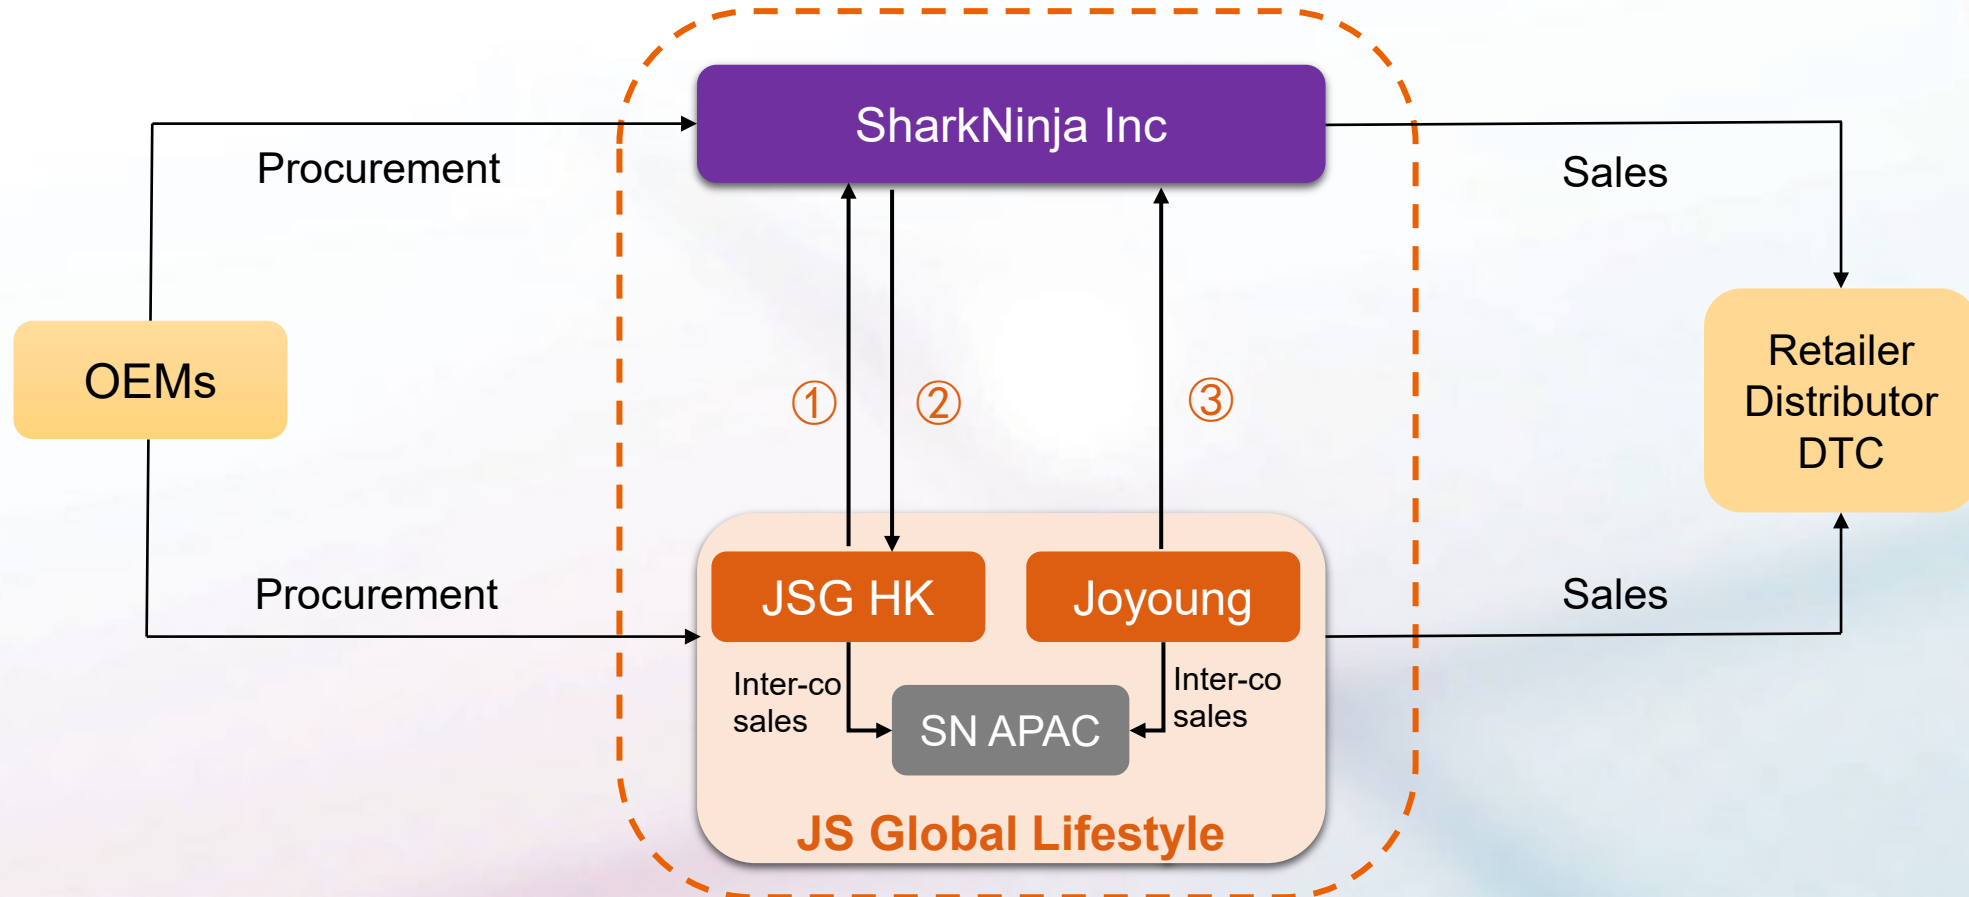 SharkNinja Inc
Procurement
Sales
OEMs
Retailer
Distributor
DTC
①
②
③
JSG HK
Joyoung
Procurement
Sales
Inter-co
sales
SN APAC
Inter-co
sales
JS Global Lifestyle